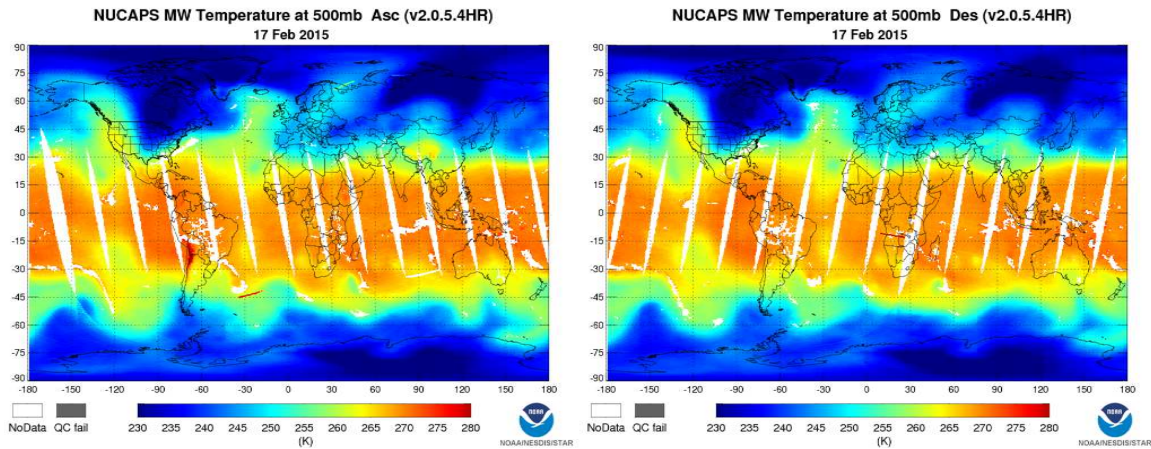 NUCAPS MW Temperature at 500mb Asc (v2.0.5.4HR)
17 Feb 2015
90
75
60
45
30
15
0
-15
-30
-45
-60
-75
-90
-180 -150 -120 -90 -60 -30 0 30 60 90 120 150 180
NoData QC fail
230 235 240 245 250 255 260 265 270 275 280
(K)
NOAA
NOAA/NESDIS/STAR
NUCAPS MW Temperature at 500mb Des (v2.0.5.4HR)
17 Feb 2015
90
75
60
45
30
15
0
-15
-30
-45
-60
-75
-90
-180 -150 -120 -90 -60 -30 0 30 60 90 120 150 180
NoData QC fail
230 235 240 245 250 255 260 265 270 275 280
(K)
NOAA
NOAA/NESDIS/STAR